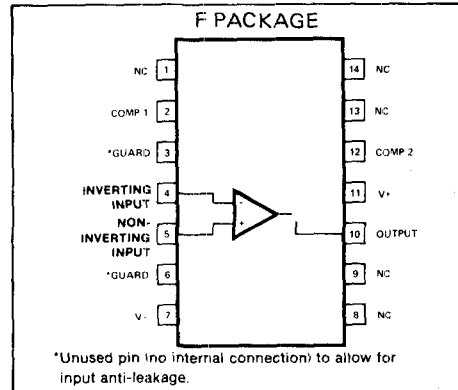 F PACKAGE
NC 1
14 NC
COMP 1 2
13 NC
*GUARD 3
12 COMP 2
INVERTING
INPUT 4
-
11 V+
NON-
INVERTING
INPUT 5
+
10 OUTPUT
*GUARD 6
9 NC
V- 7
8 NC
*Unused pin (no internal connection) to allow for
input anti-leakage.